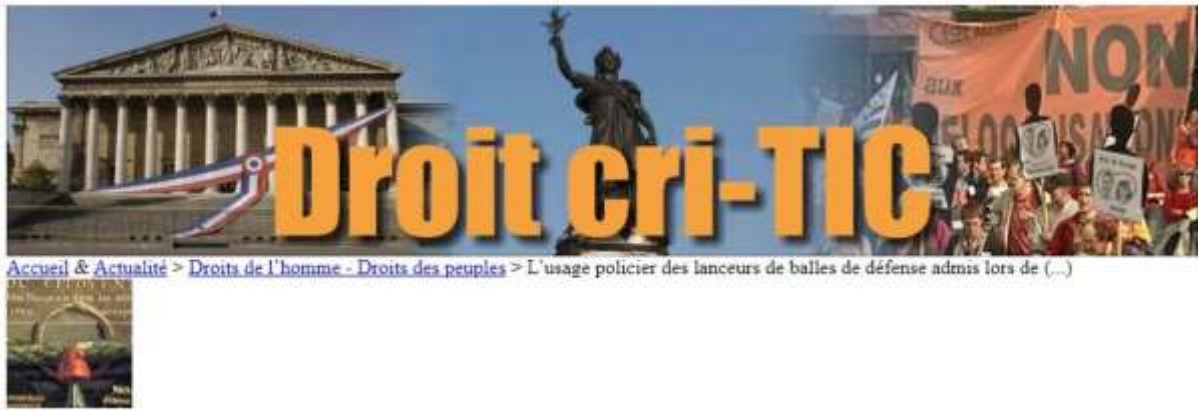 NON
aux
Droit cri-TIC
Accueil & Actualité > Droits de l'homme - Droits des peuples > L'usage policier des lanceurs de balles de défense admis lors de (...)